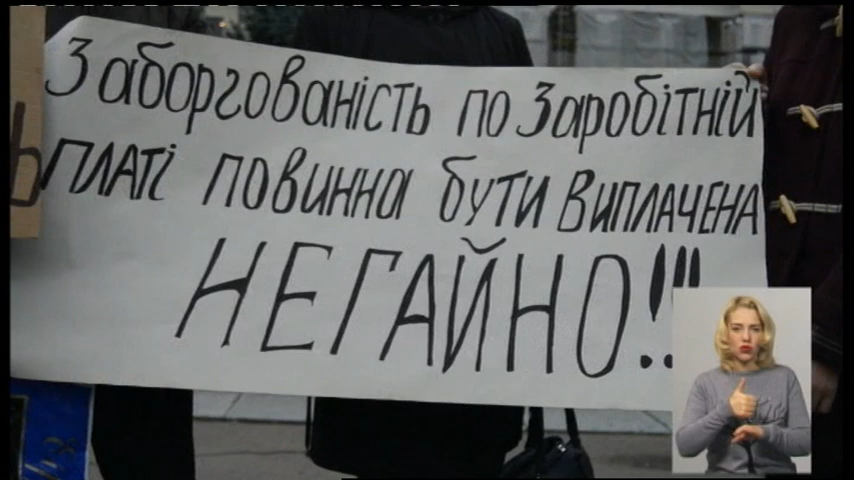 Заборгованість по Заробітній
платі повинна бути виплачена
НЕГАЙНО!!!